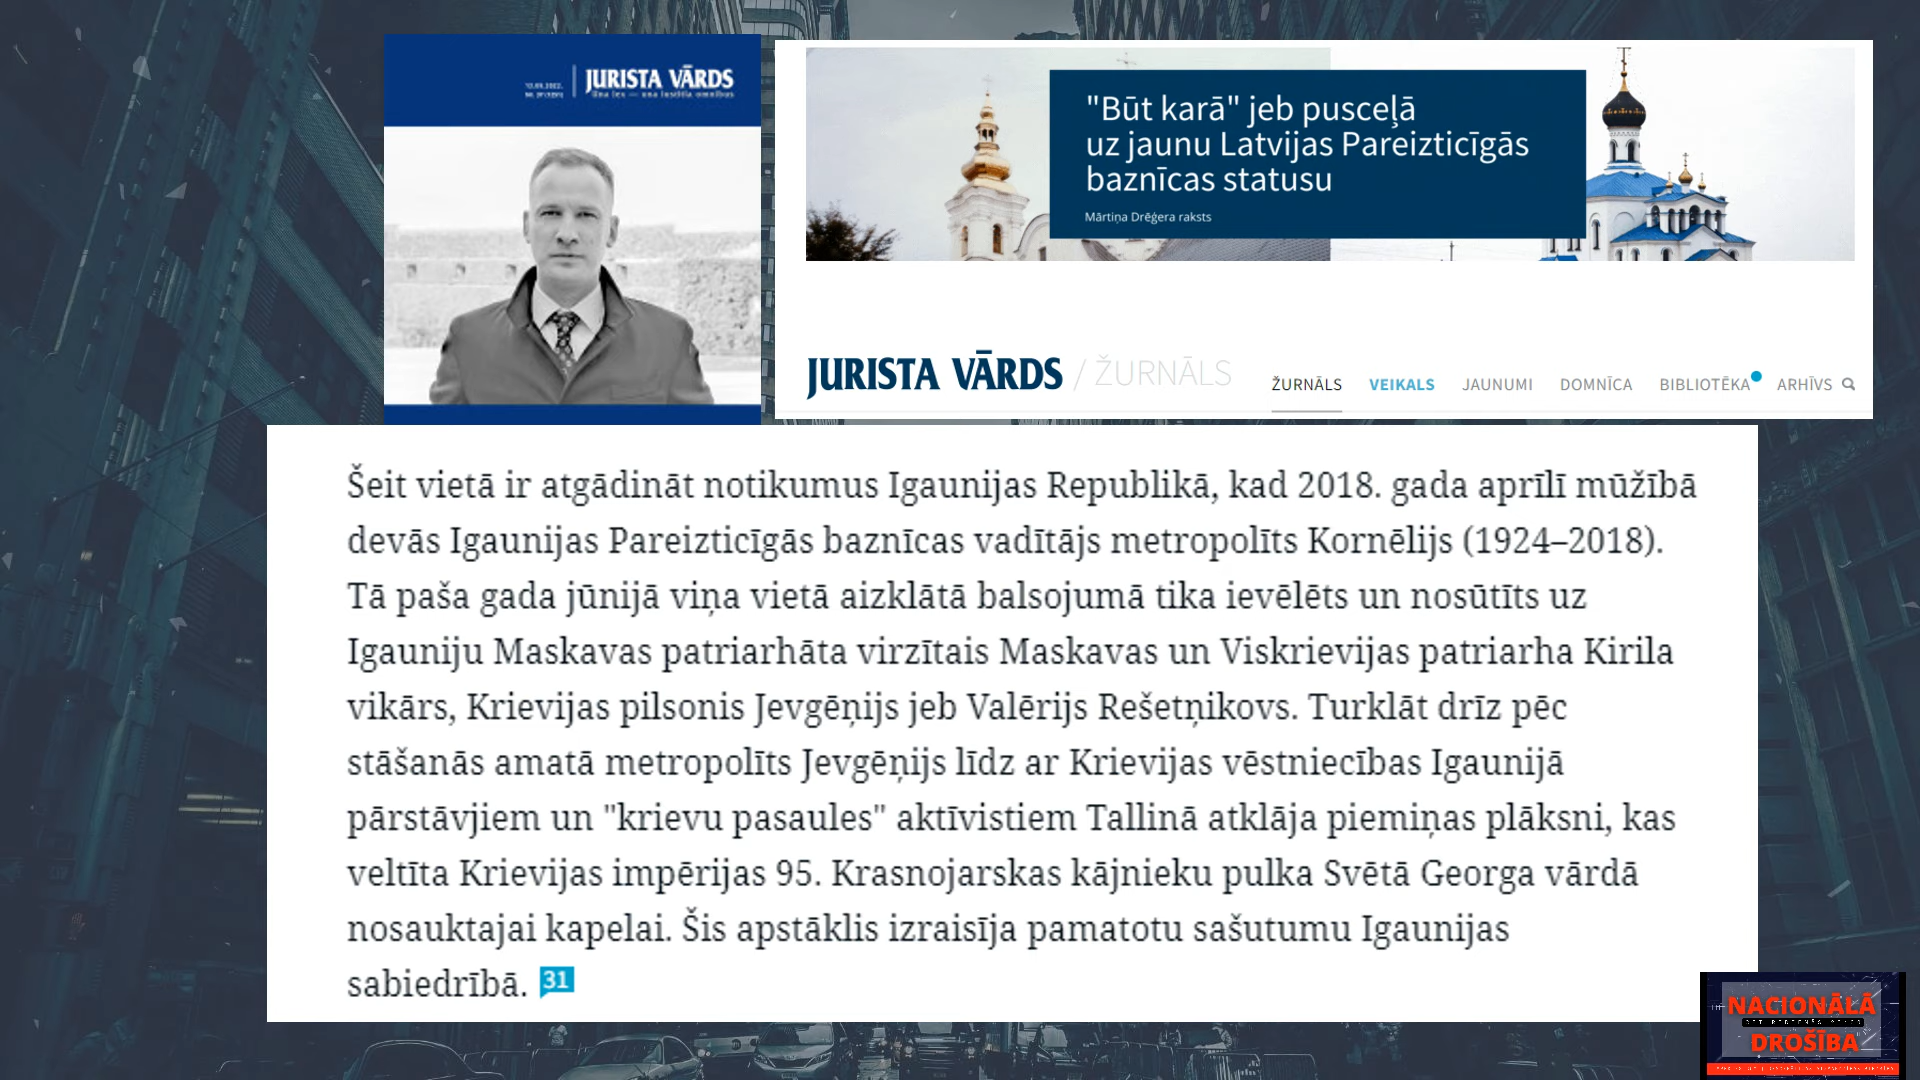 JURISTA VĀRDS
"Būt karā" jeb pusceļā
uz jaunu Latvijas Pareizticīgās
baznīcas statusu
Mārtiņa Drēģera raksts
JURISTA VĀRDS / ŽURNĀLS
ŽURNĀLS VEIKALS JAUNUMI DOMNĪCA BIBLIOTĒKA ARHĪVS
Šeit vietā ir atgādināt notikumus Igaunijas Republikā, kad 2018. gada aprīlī mūžībā
devās Igaunijas Pareizticīgās baznīcas vadītājs metropolīts Kornēlijs (1924–2018).
Tā paša gada jūnijā viņa vietā aizklātā balsojumā tika ievēlēts un nosūtīts uz
Igauniju Maskavas patriarhāta virzītais Maskavas un Viskrievijas patriarha Kirila
vikārs, Krievijas pilsonis Jevgēņijs jeb Valērijs Rešetņikovs. Turklāt drīz pēc
stāšanās amatā metropolīts Jevgēņijs līdz ar Krievijas vēstniecības Igaunijā
pārstāvjiem un "krievu pasaules" aktīvistiem Tallinā atklāja piemiņas plāksni, kas
veltīta Krievijas impērijas 95. Krasnojarskas kājnieku pulka Svētā Georga vārdā
nosauktajai kapelai. Šis apstāklis izraisīja pamatotu sašutumu Igaunijas
sabiedrībā. 31
NACIONĀLĀ
DROŠĪBA